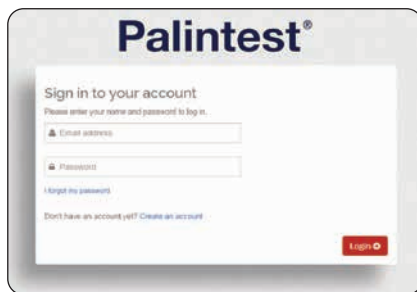 Palintest®
Sign in to your account
Please enter your name and password to log in.
Email address
Password
I forgot my password
Don't have an account yet? Create an account
Login